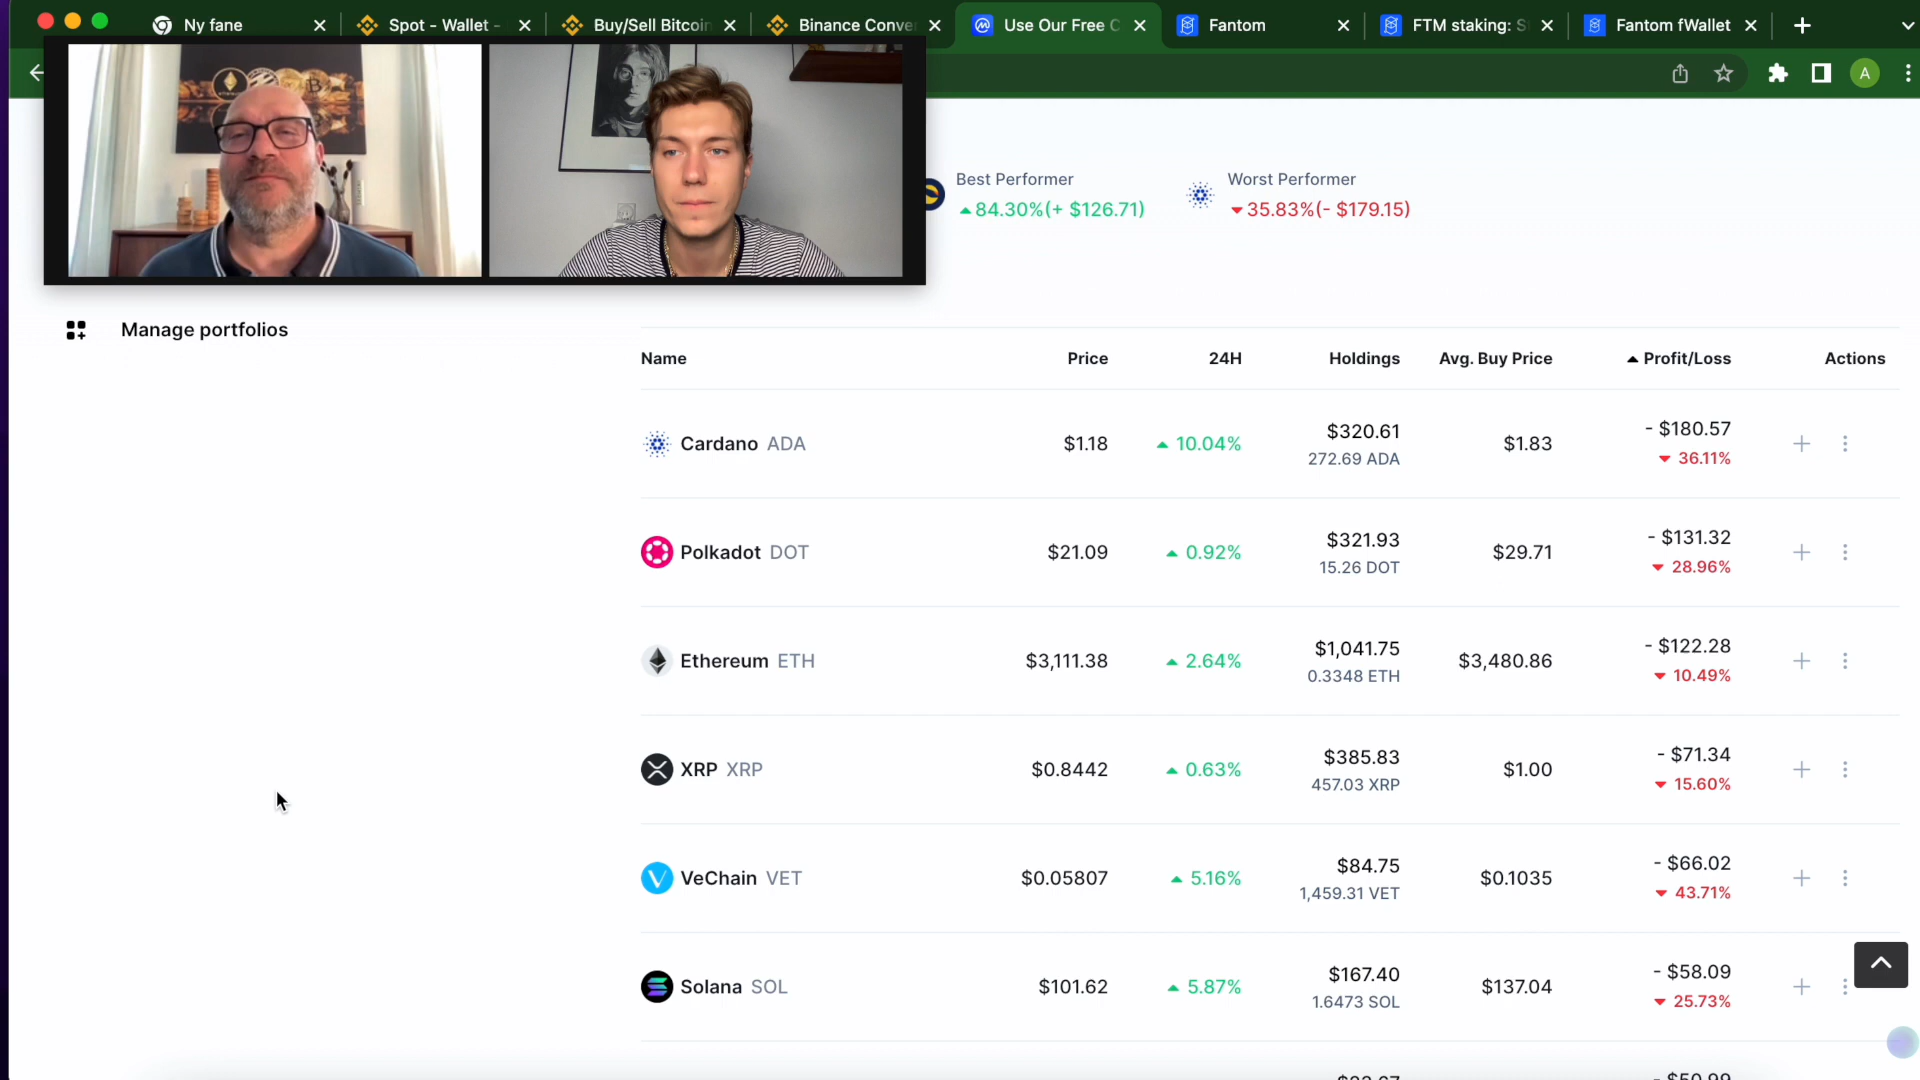 Ny fane
Spot - Wallet -
Buy/Sell Bitcoin
Binance Conve
Use Our Free C
Fantom
FTM staking: S
Fantom fWallet
A
Best Performer
84.30%(+ $126.71)
Worst Performer
35.83%(- $179.15)
Manage portfolios
Name Price 24H Holdings Avg. Buy Price Profit/Loss Actions
Cardano ADA $1.18 10.04% $320.61 $1.83 - $180.57
272.69 ADA 36.11%
Polkadot DOT $21.09 0.92% $321.93 $29.71 - $131.32
15.26 DOT 28.96%
Ethereum ETH $3,111.38 2.64% $1,041.75 $3,480.86 - $122.28
0.3348 ETH 10.49%
XRP XRP $0.8442 0.63% $385.83 $1.00 - $71.34
457.03 XRP 15.60%
VeChain VET $0.05807 5.16% $84.75 $0.1035 - $66.02
1,459.31 VET 43.71%
Solana SOL $101.62 5.87% $167.40 $137.04 - $58.09
1.6473 SOL 25.73%